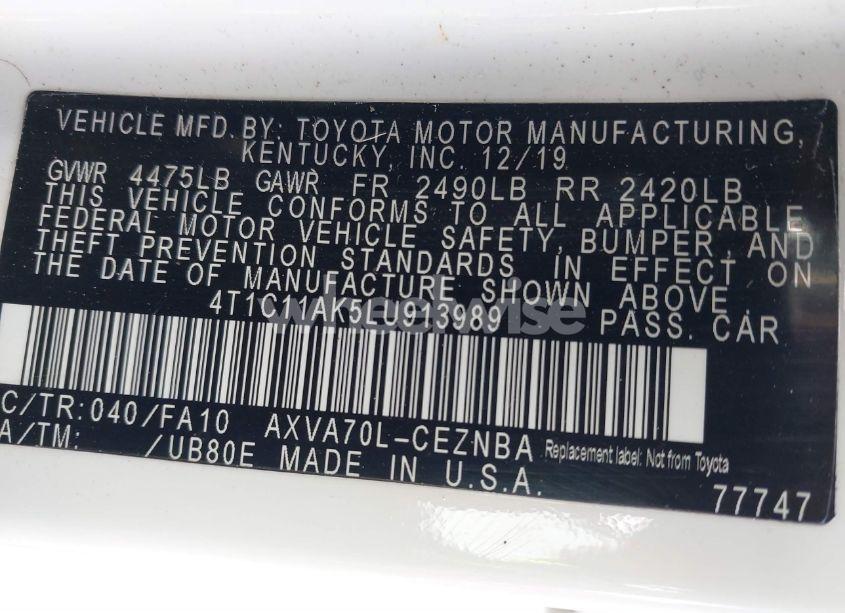 VEHICLE MFD. BY: TOYOTA MOTOR MANUFACTURING,
KENTUCKY, INC. 12/19
GVWR 4475LB GAWR FR 2490LB RR 2420LB
THIS VEHICLE CONFORMS TO ALL APPLICABLE
FEDERAL MOTOR VEHICLE SAFETY, BUMPER, AND
THEFT PREVENTION STANDARDS IN EFFECT ON
THE DATE OF MANUFACTURE SHOWN ABOVE.
4T1C11AK5LU913989 PASS. CAR
wheelwise
C/TR: 040/FA10 AXVA70L-CEZNBA Replacement label: Not from Toyota
A/TM: /UB80E MADE IN U.S.A.
77747